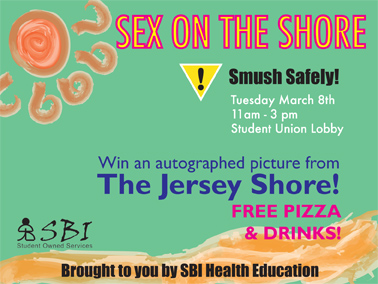 SEX ON THE SHORE
! Smush Safely!
Tuesday March 8th
11am - 3 pm
Student Union Lobby
Win an autographed picture from
The Jersey Shore!
FREE PIZZA
& DRINKS!
SBI
Student Owned Services
Brought to you by SBI Health Education